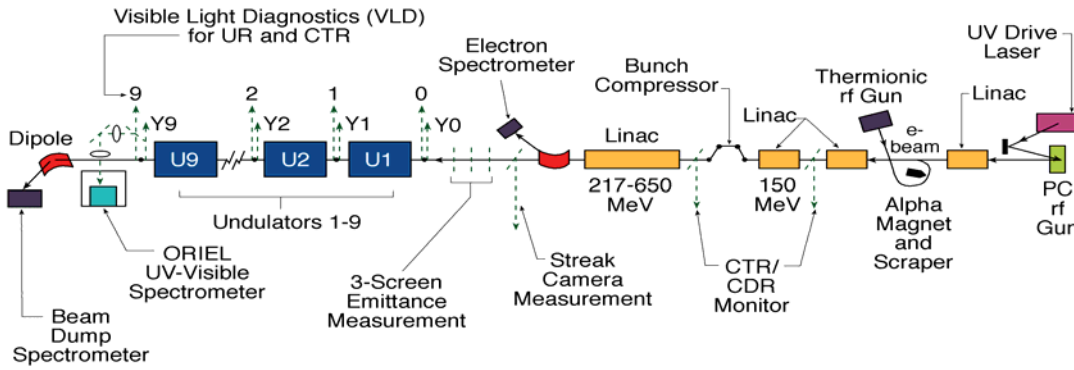 Visible Light Diagnostics (VLD)
for UR and CTR
9
2
1
0
Y9
Y2
Y1
Y0
Dipole
U9
U2
U1
Undulators 1-9
ORIEL
UV-Visible
Spectrometer
Beam
Dump
Spectrometer
3-Screen
Emittance
Measurement
Electron
Spectrometer
Streak
Camera
Measurement
Linac
217-650
MeV
Bunch
Compressor
CTR/
CDR
Monitor
Linac
150
MeV
Thermionic
rf Gun
e-
beam
Alpha
Magnet
and
Scraper
Linac
UV Drive
Laser
PC
rf
Gun